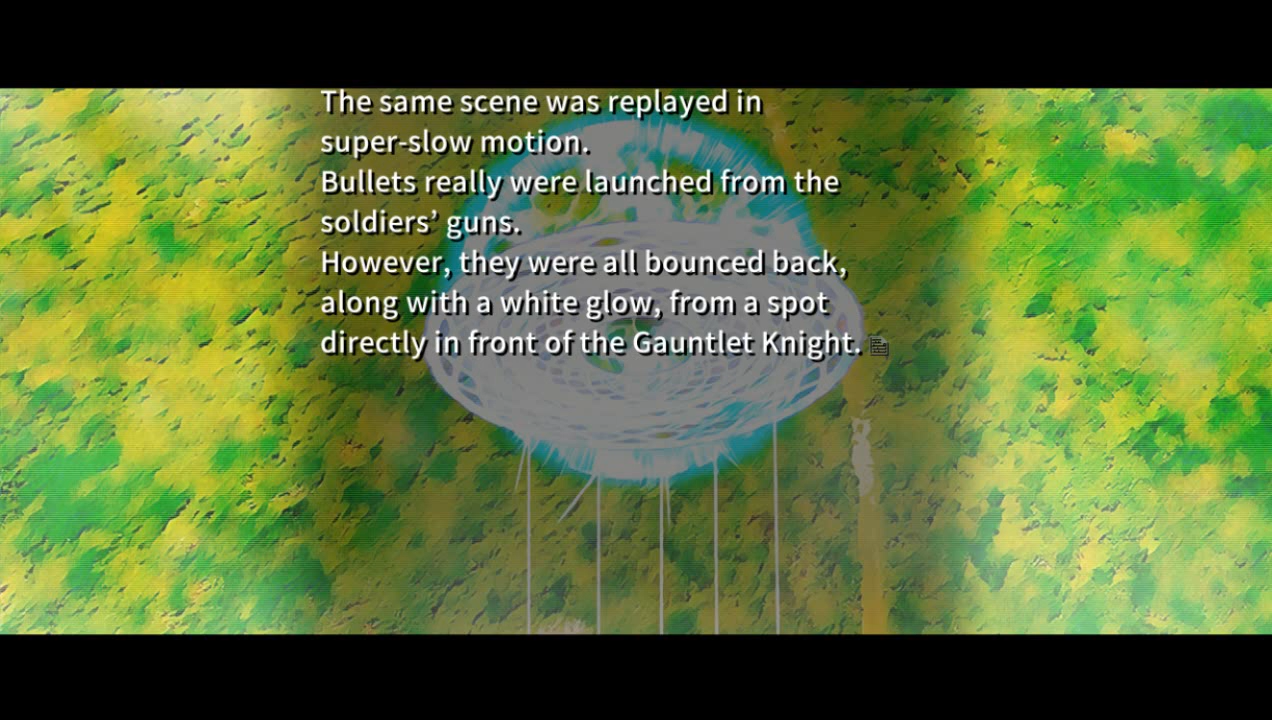 The same scene was replayed in
super-slow motion.
Bullets really were launched from the
soldiers’ guns.
However, they were all bounced back,
along with a white glow, from a spot
directly in front of the Gauntlet Knight.